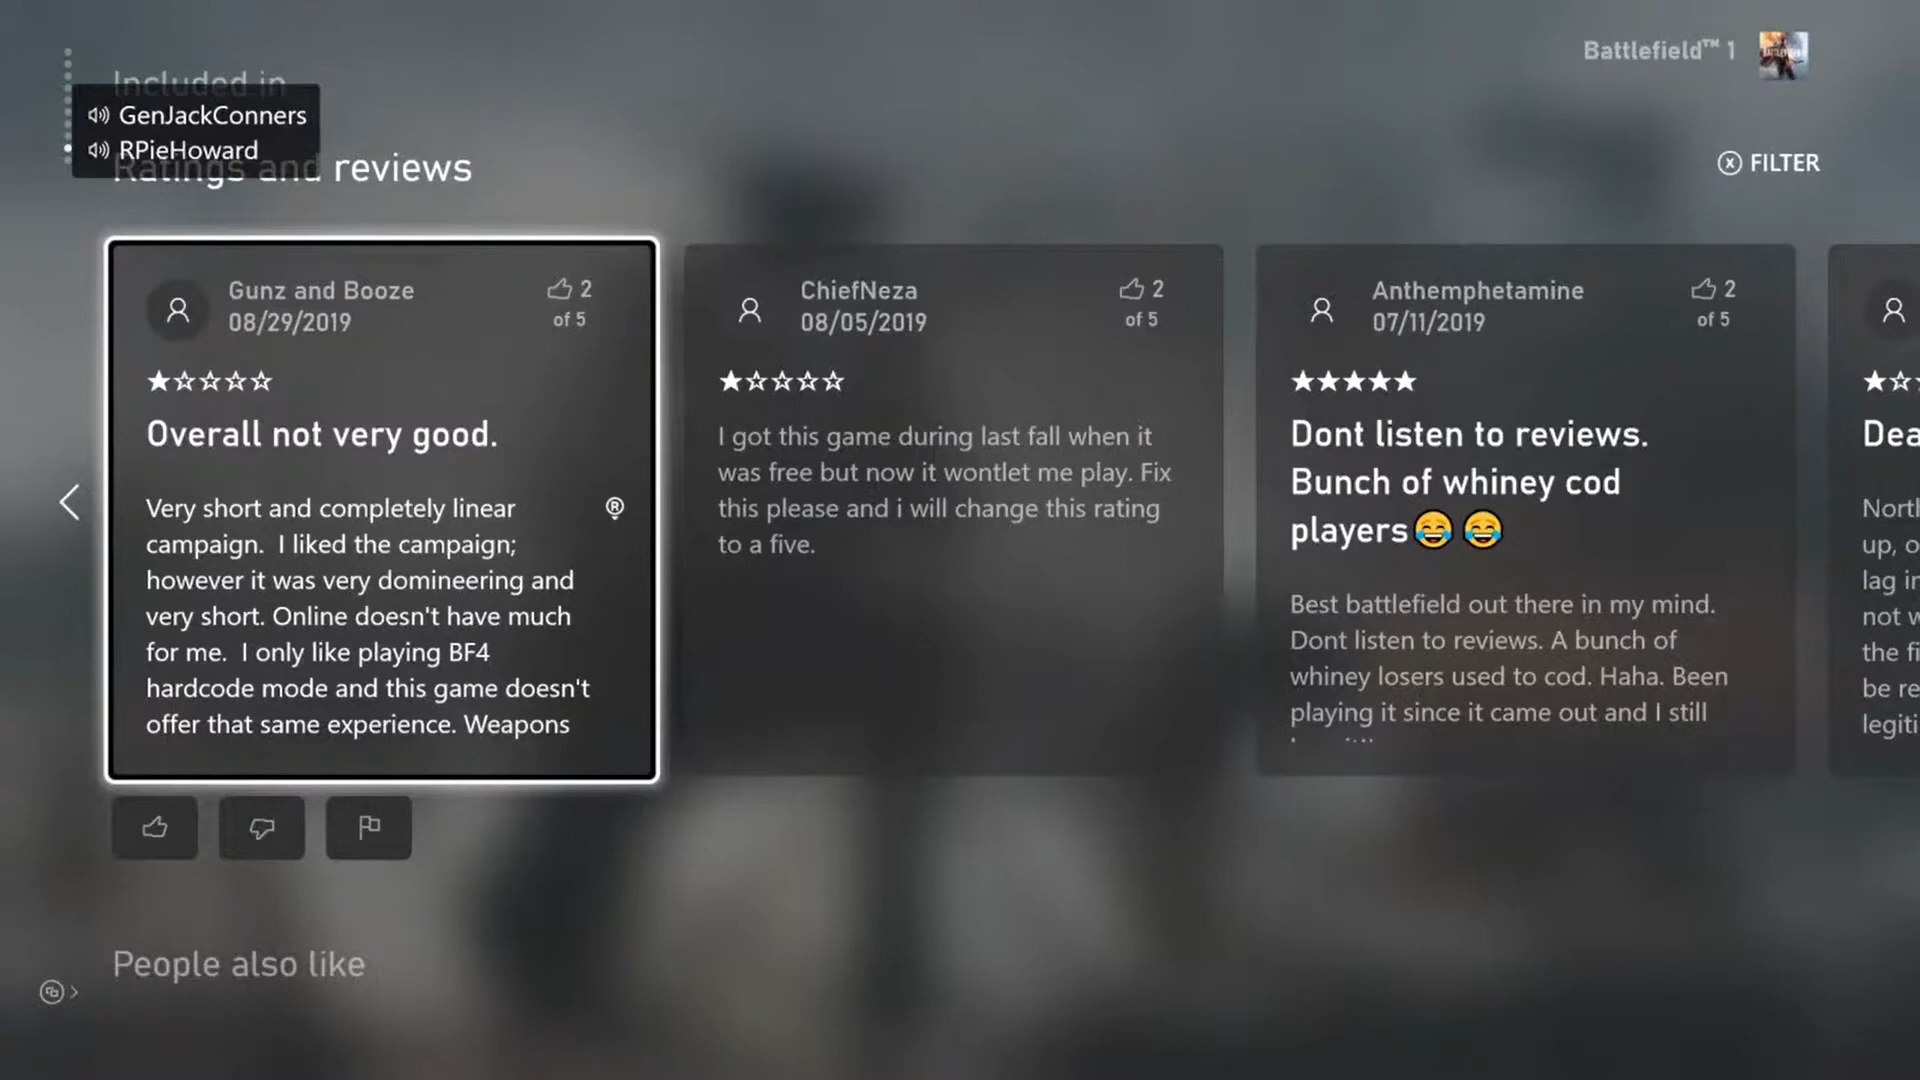 Battlefield™ 1
Included in
GenJackConners
RPieHoward
Ratings and reviews
FILTER
Gunz and Booze
08/29/2019
2
of 5
Overall not very good.
Very short and completely linear
campaign.  I liked the campaign;
however it was very domineering and
very short. Online doesn't have much
for me.  I only like playing BF4
hardcode mode and this game doesn't
offer that same experience. Weapons
ChiefNeza
08/05/2019
2
of 5
I got this game during last fall when it
was free but now it wontlet me play. Fix
this please and i will change this rating
to a five.
Anthemphetamine
07/11/2019
2
of 5
Dont listen to reviews.
Bunch of whiney cod
players😂 😂
Best battlefield out there in my mind.
Dont listen to reviews. A bunch of
whiney losers used to cod. Haha. Been
playing it since it came out and I still
Dea
up, o
lag in
not w
the fi
be re
legiti
People also like